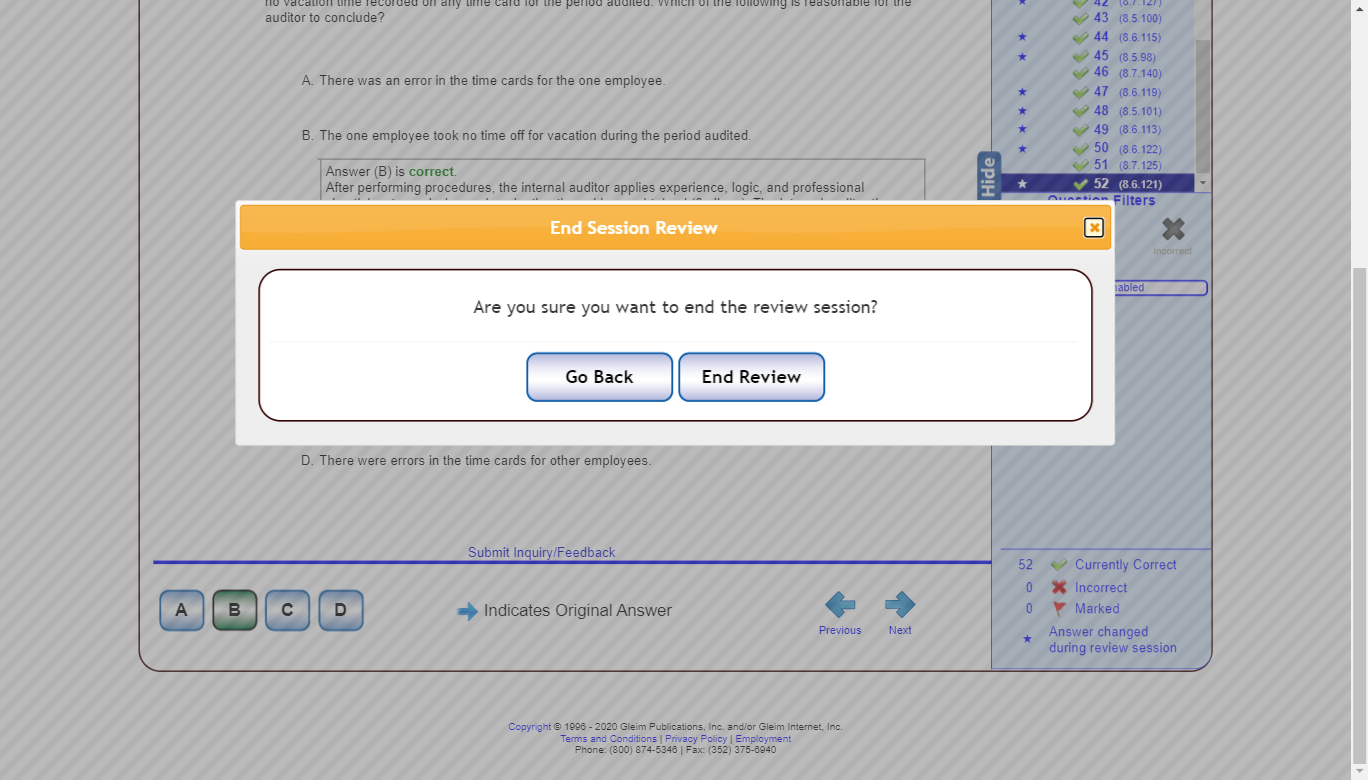 no vacation time recorded on any time card for the period audited. Which of the following is reasonable for the
auditor to conclude?
A. There was an error in the time cards for the one employee.
B. The one employee took no time off for vacation during the period audited.
Answer (B) is correct.
After performing procedures, the internal auditor applies experience, logic, and professional
End Session Review
Are you sure you want to end the review session?
Go Back
End Review
D. There were errors in the time cards for other employees.
Submit Inquiry/Feedback
A B C D
Indicates Original Answer
Previous
Next
42 (8.7.127)
43 (8.5.100)
44 (8.6.115)
45 (8.5.98)
46 (8.7.140)
47 (8.6.119)
48 (8.5.101)
49 (8.6.113)
50 (8.6.122)
51 (8.7.125)
52 (8.6.121)
Hide
Question Filters
Incorrect
52 Currently Correct
0 Incorrect
0 Marked
Answer changed
during review session
Copyright © 1996 - 2020 Gleim Publications, Inc. and/or Gleim Internet, Inc.
Terms and Conditions | Privacy Policy | Employment
Phone: (800) 874-5346 | Fax: (352) 375-6940